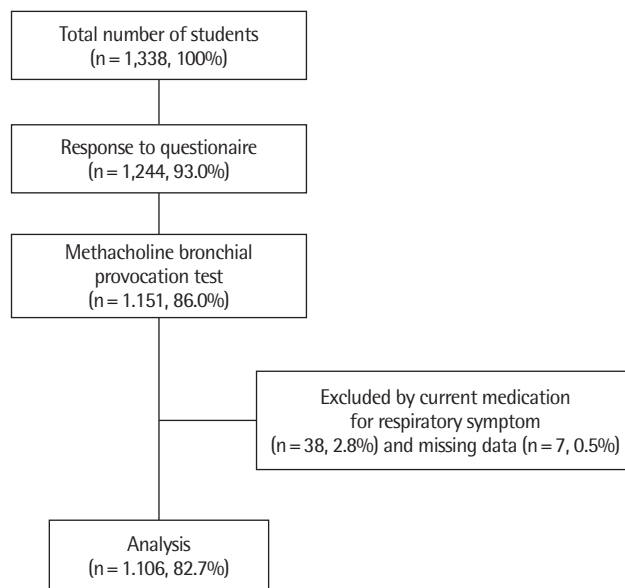 Total number of students
(n = 1,338, 100%)
Response to questionaire
(n = 1,244, 93.0%)
Methacholine bronchial
provocation test
(n = 1.151, 86.0%)
Excluded by current medication
for respiratory symptom
(n = 38, 2.8%) and missing data (n = 7, 0.5%)
Analysis
(n = 1.106, 82.7%)